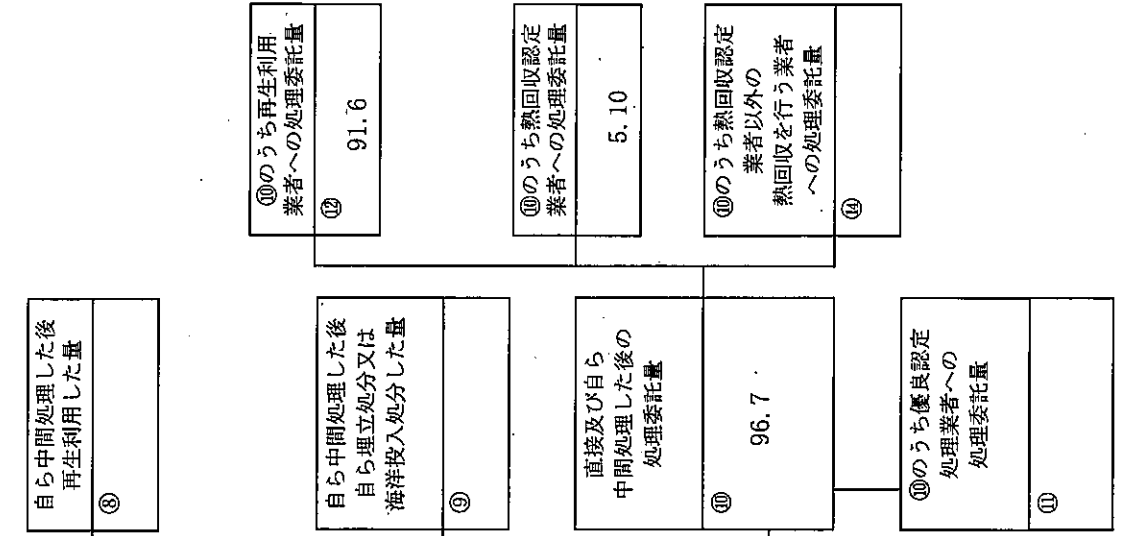 自ら中間処理した後
再生利用した量
⑧
自ら中間処理した後
自ら埋立処分又は
海洋投入処分した量
⑨
直接及び自ら
中間処理した後の
処理委託量
⑩
96.7
⑩のうち優良認定
処理業者への
処理委託量
⑪
⑩のうち再生利用
業者への処理委託量
⑫
91.6
⑩のうち熱回収認定
業者への処理委託量
5.10
⑩のうち熱回収認定
業者以外の
熱回収を行う業者
への処理委託量
⑭